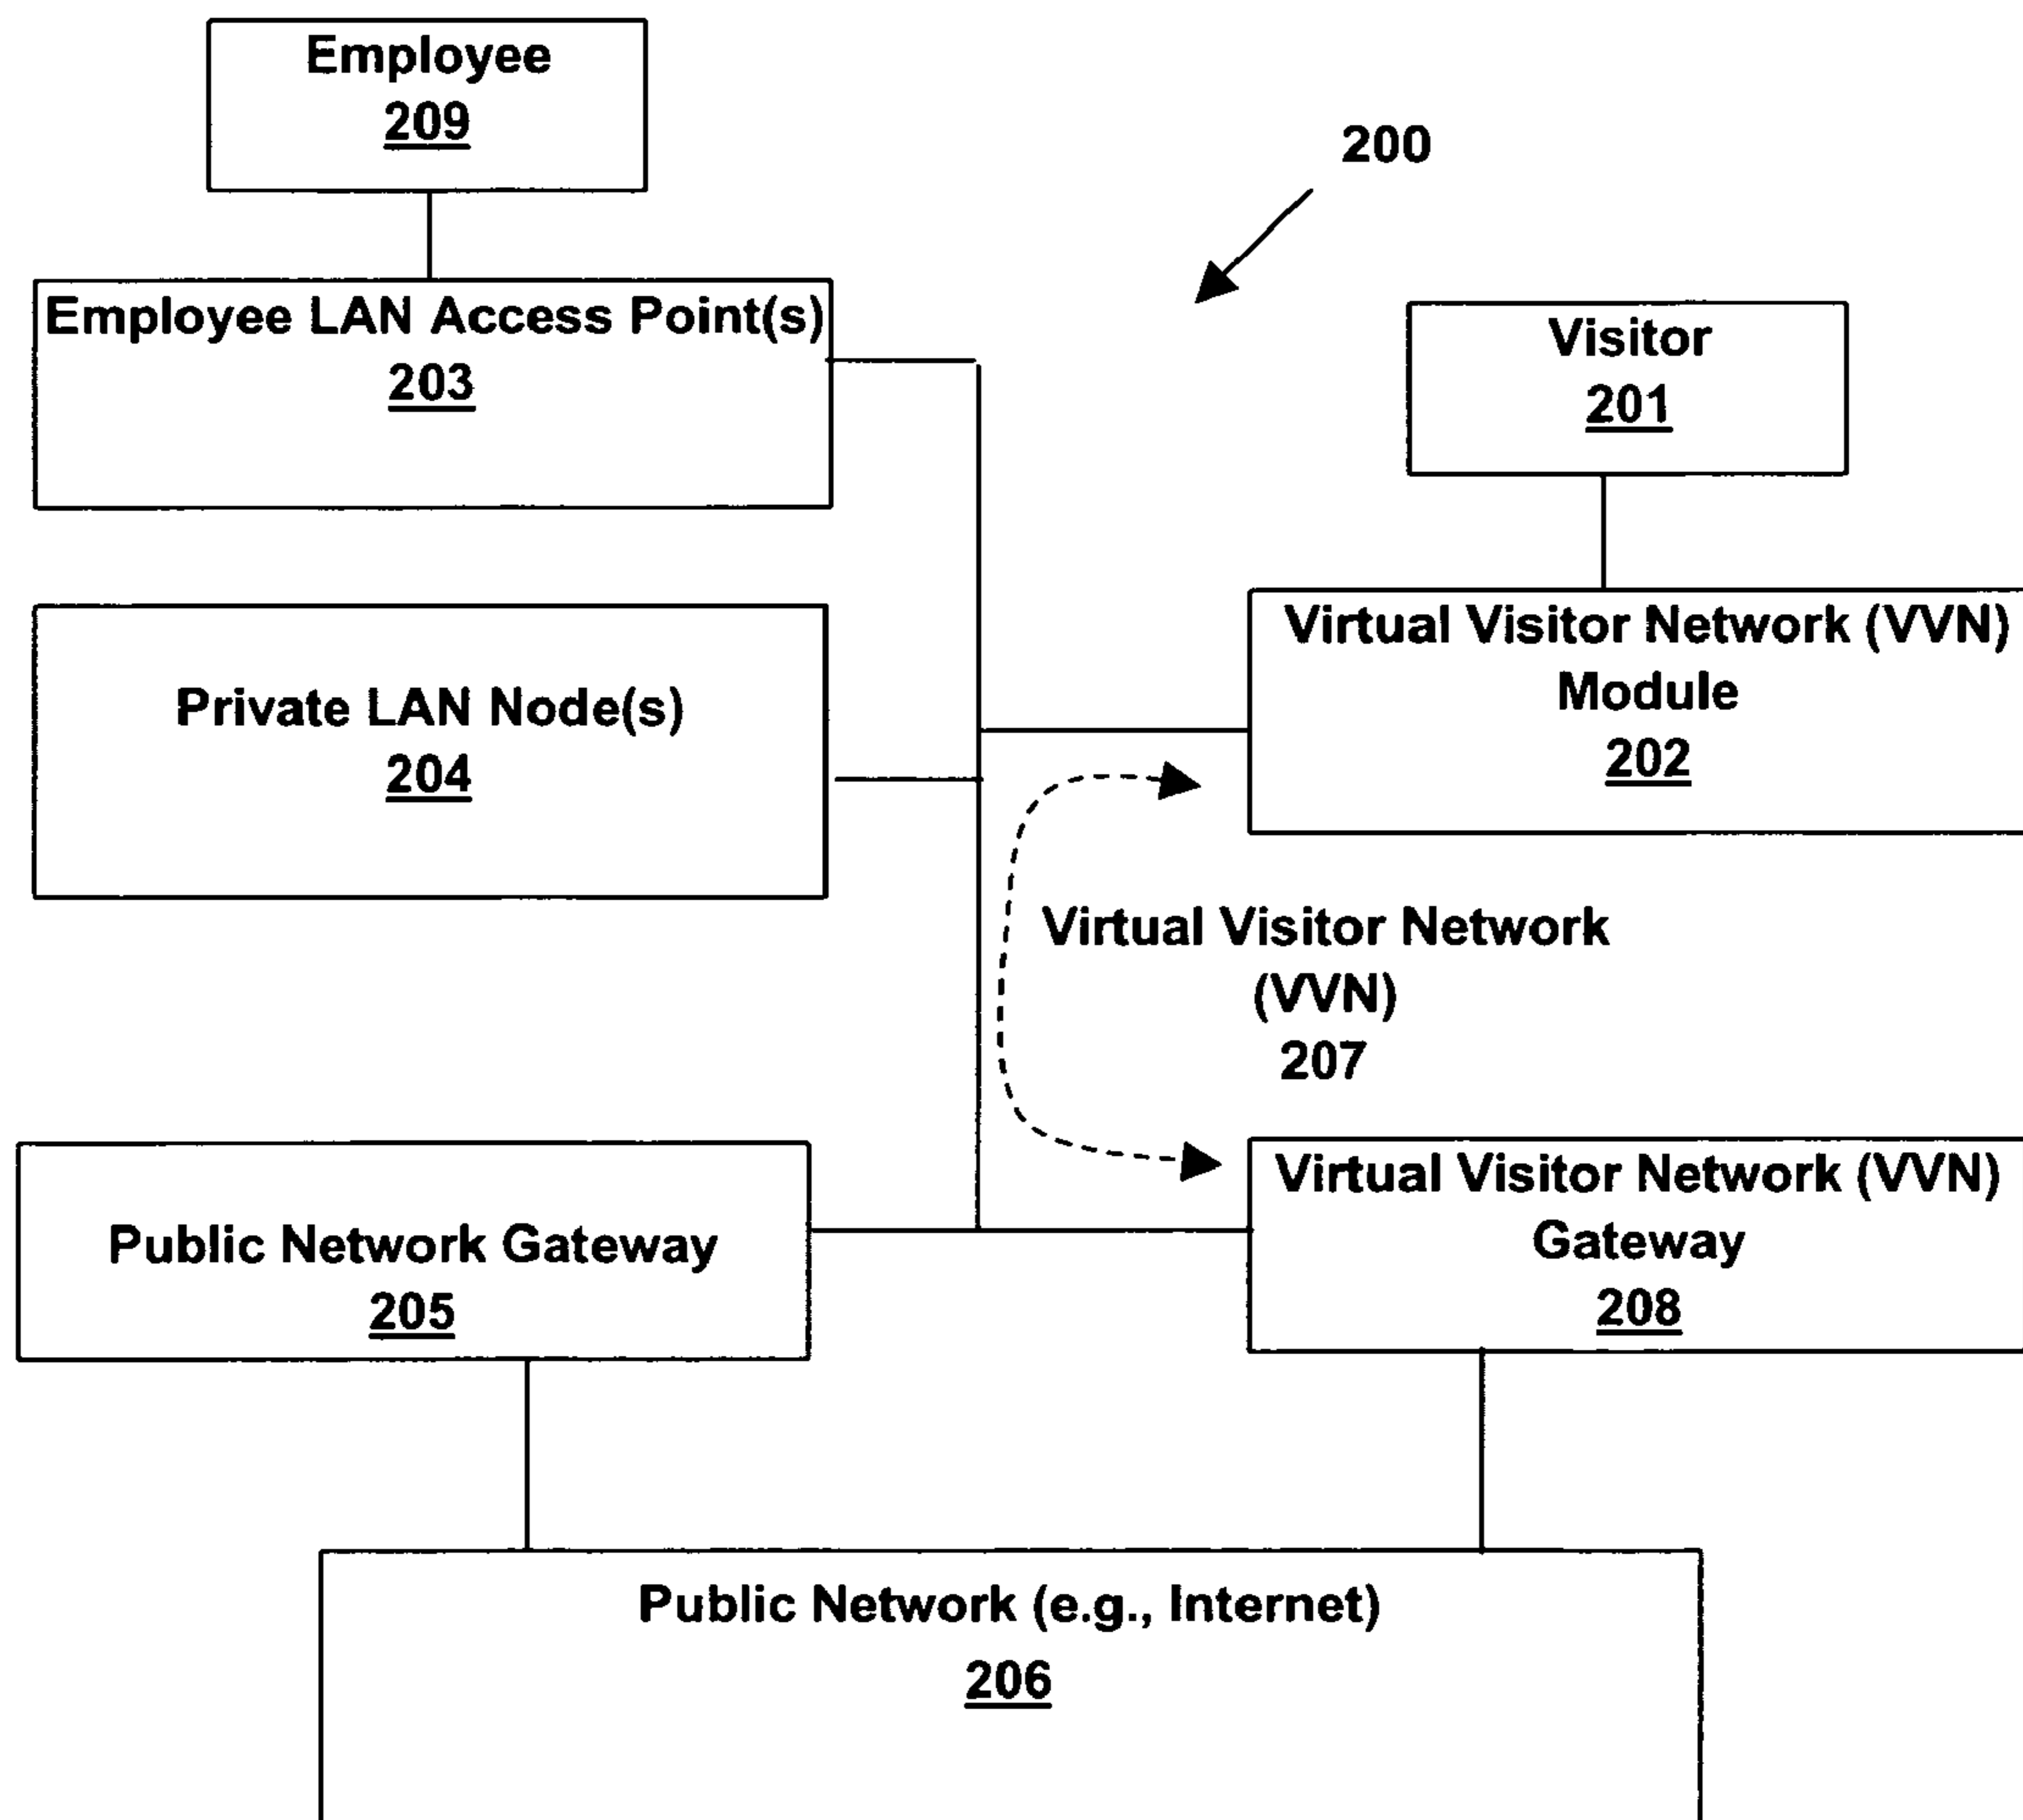 Employee
209
200
Employee LAN Access Point(s)
203
Visitor
201
Virtual Visitor Network (VVN)
Module
202
Private LAN Node(s)
204
Virtual Visitor Network
(VVN)
207
Public Network Gateway
205
Virtual Visitor Network (VVN)
Gateway
208
Public Network (e.g., Internet)
206